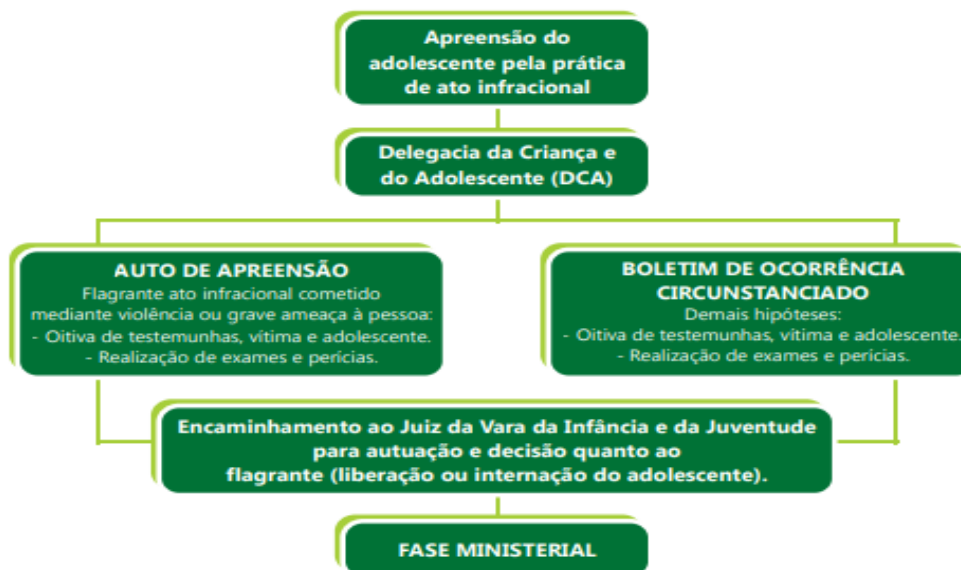 Apreensão do
adolescente pela prática
de ato infracional
Delegacia da Criança e
do Adolescente (DCA)
AUTO DE APREENSÃO
Flagrante ato infracional cometido
mediante violência ou grave ameaça à pessoa:
- Oitiva de testemunhas, vítima e adolescente.
- Realização de exames e perícias.
BOLETIM DE OCORRÊNCIA
CIRCUNSTANCIADO
Demais hipóteses:
- Oitiva de testemunhas, vítima e adolescente.
- Realização de exames e perícias.
Encaminhamento ao Juiz da Vara da Infância e da Juventude
para autuação e decisão quanto ao
flagrante (liberação ou internação do adolescente).
FASE MINISTERIAL